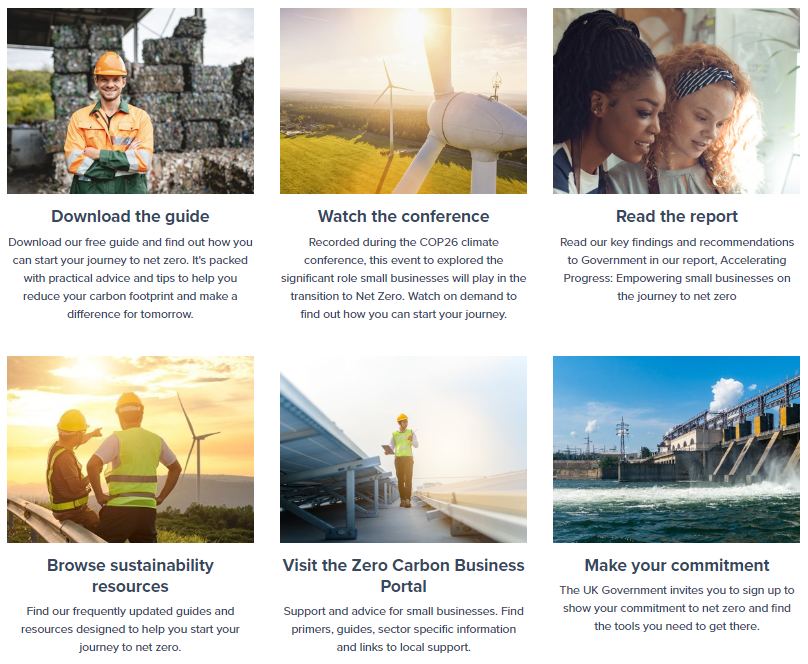 Download the guide
Download our free guide and find out how you
can start your journey to net zero. It's packed
with practical advice and tips to help you
reduce your carbon footprint and make a
difference for tomorrow.
Watch the conference
Recorded during the COP26 climate
conference, this event to explored the
significant role small businesses will play in the
transition to Net Zero. Watch on demand to
find out how you can start your journey.
Read the report
Read our key findings and recommendations
to Government in our report, Accelerating
Progress: Empowering small businesses on
the journey to net zero
Browse sustainability
resources
Find our frequently updated guides and
resources designed to help you start your
journey to net zero.
Visit the Zero Carbon Business
Portal
Support and advice for small businesses. Find
primers, guides, sector specific information
and links to local support.
Make your commitment
The UK Government invites you to sign up to
show your commitment to net zero and find
the tools you need to get there.